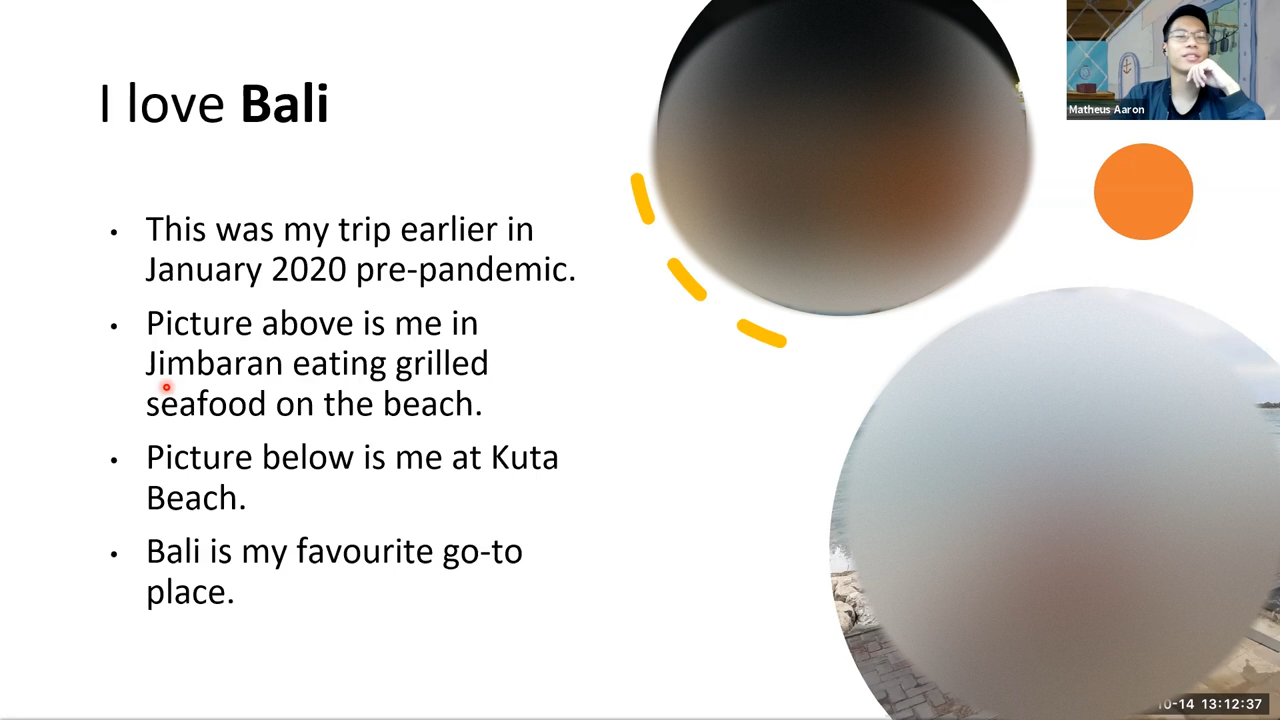 I love Bali
This was my trip earlier in
January 2020 pre-pandemic.
Picture above is me in
Jimbaran eating grilled
seafood on the beach.
Picture below is me at Kuta
Beach.
Bali is my favourite go-to
place.
Matheus Aaron
0-14 13:12:37